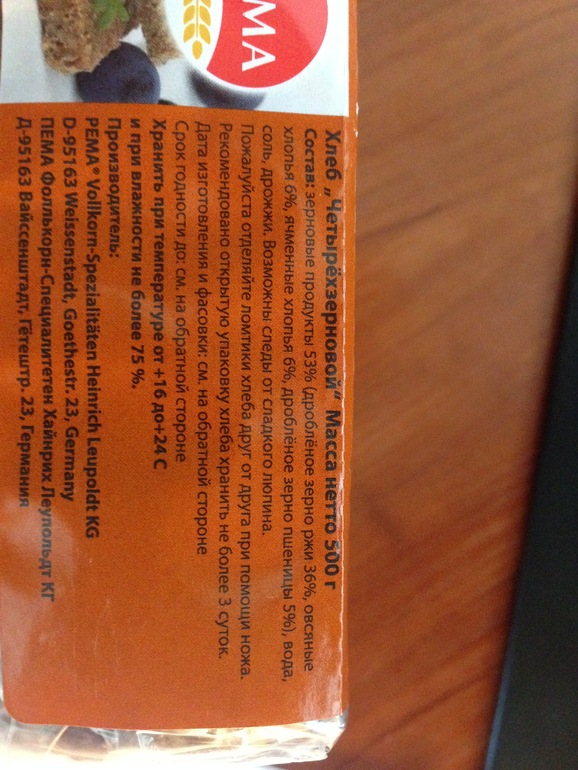 ЕМА
Хлеб „Четырёхзерновой“ Масса нетто 500 г
Состав: зерновые продукты 53% (дроблёное зерно ржи 36%, овсяные
хлопья 6%, ячменные хлопья 6%, дроблёное зерно пшеницы 5%), вода,
соль, дрожжи. Возможны следы от сладкого люпина.
Пожалуйста отделяйте ломтики хлеба друг от друга при помощи ножа.
Рекомендовано открытую упаковку хлеба хранить не более 3 суток.
Дата изготовления и фасовки: см. на обратной стороне
Срок годности до: см. на обратной стороне
Хранить при температуре от +16 до+24 С
и при влажности не более 75 %.
Производитель:
PEMA® Vollkorn-Spezialitäten Heinrich Leupoldt KG
D-95163 Weissenstadt, Goethestr. 23, Germany
ПЕМА Фоллькорн-Специалитетен Хайнрих Леупольдт КГ
Д-95163 Вайссенштадт, Гётештр. 23, Германия